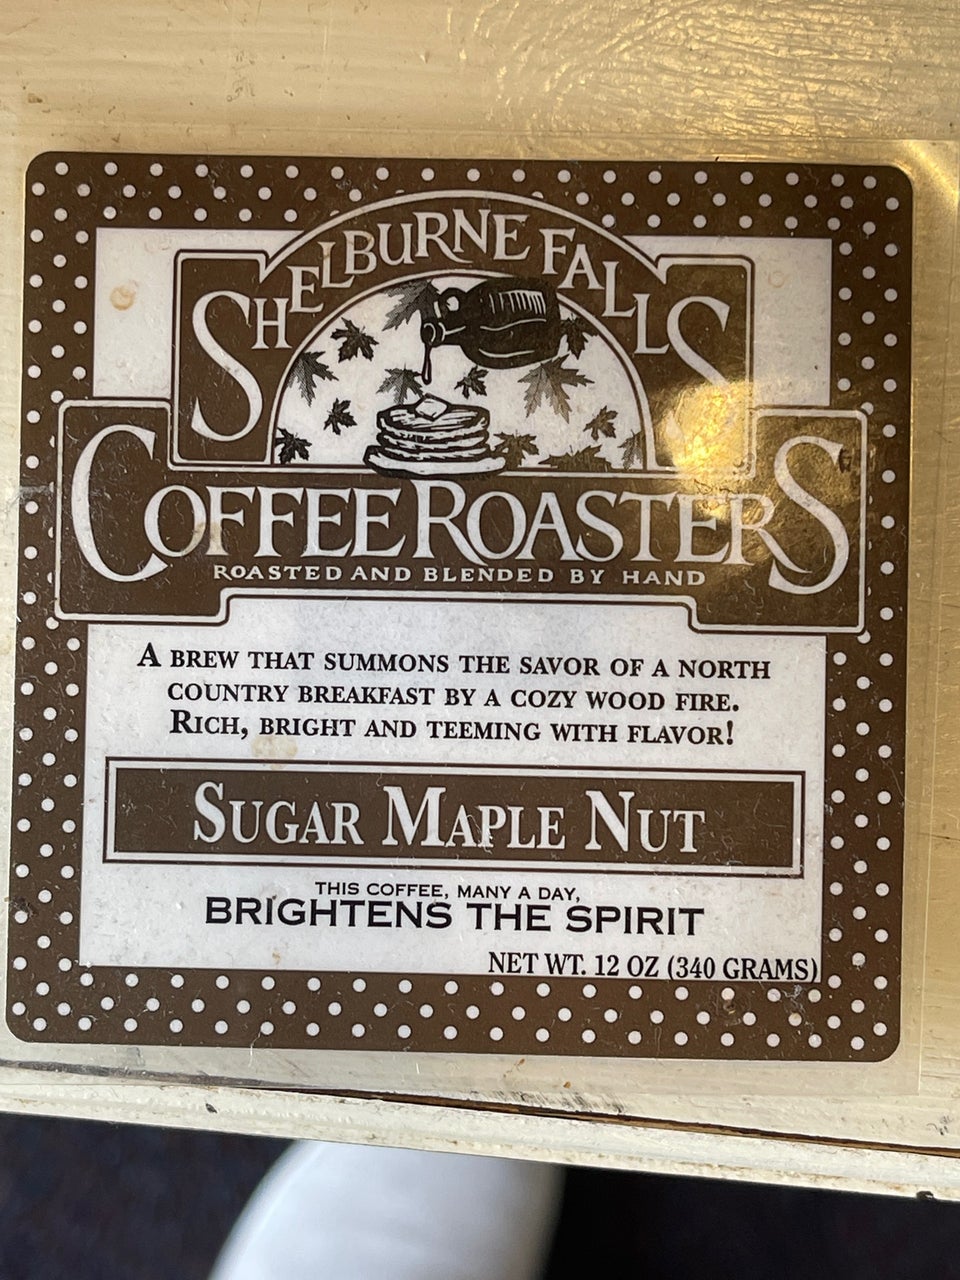 SHELBURNE FALLS
COFFEE ROASTERS
ROASTED AND BLENDED BY HAND
A BREW THAT SUMMONS THE SAVOR OF A NORTH
COUNTRY BREAKFAST BY A COZY WOOD FIRE.
RICH, BRIGHT AND TEEMING WITH FLAVOR!
SUGAR MAPLE NUT
THIS COFFEE, MANY A DAY,
BRIGHTENS THE SPIRIT
NET WT. 12 OZ (340 GRAMS)